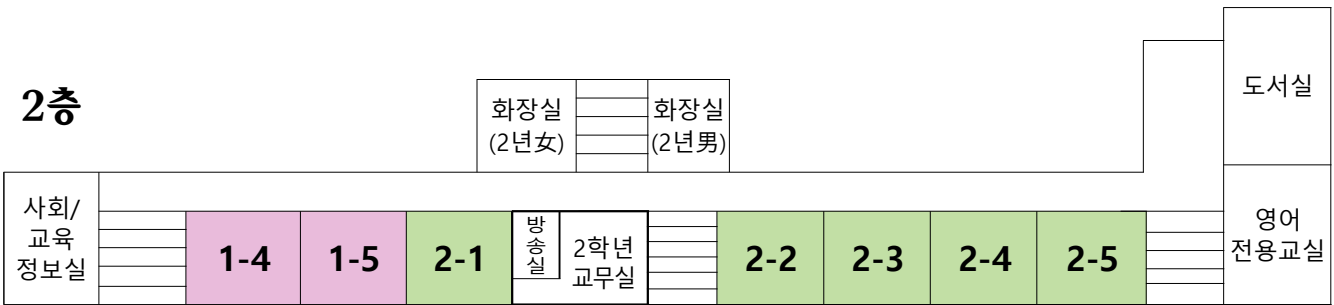 2층
화장실
(2년女)
화장실
(2년男)
도서실
사회/
교육
정보실
1-4
1-5
2-1
방
송
실
2학년
교무실
2-2
2-3
2-4
2-5
영어
전용교실